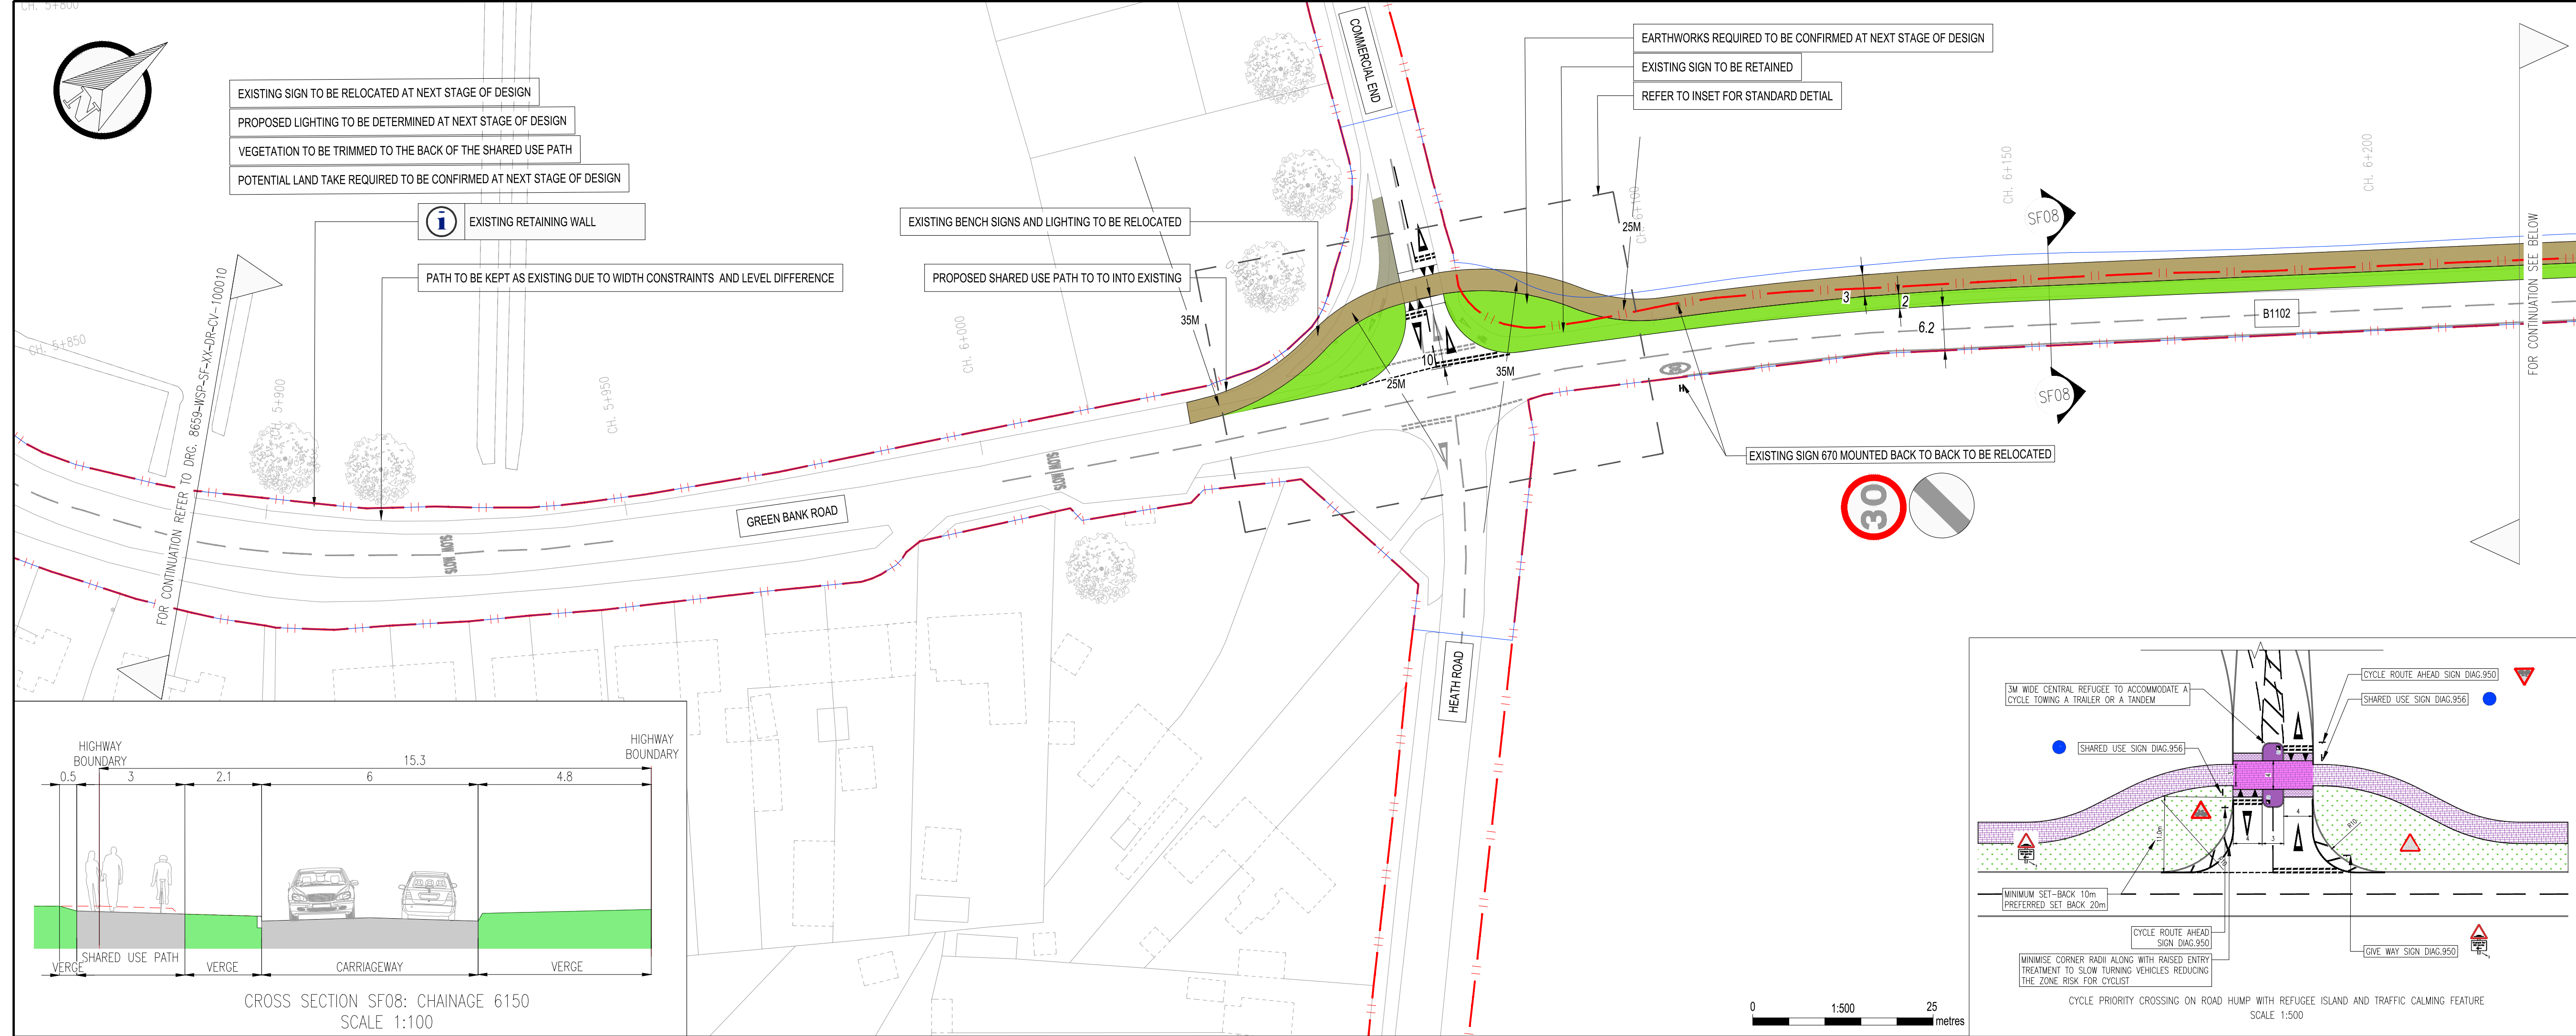 CH. 5+800
N
EXISTING SIGN TO BE RELOCATED AT NEXT STAGE OF DESIGN
PROPOSED LIGHTING TO BE DETERMINED AT NEXT STAGE OF DESIGN
VEGETATION TO BE TRIMMED TO THE BACK OF THE SHARED USE PATH
POTENTIAL LAND TAKE REQUIRED TO BE CONFIRMED AT NEXT STAGE OF DESIGN
i EXISTING RETAINING WALL
PATH TO BE KEPT AS EXISTING DUE TO WIDTH CONSTRAINTS AND LEVEL DIFFERENCE
FOR CONTINUATION REFER TO DRG. 8659-WSP-SF-XX-DR-CV-100010
CH. 5+850
CH. 5+900
CH. 5+950
CH. 6+000
CH. 6+100
CH. 6+150
CH. 6+200
EXISTING BENCH SIGNS AND LIGHTING TO BE RELOCATED
PROPOSED SHARED USE PATH TO TO INTO EXISTING
COMMERCIAL END
EARTHWORKS REQUIRED TO BE CONFIRMED AT NEXT STAGE OF DESIGN
EXISTING SIGN TO BE RETAINED
REFER TO INSET FOR STANDARD DETIAL
35M
25M
25M
35M
10
3
2
6.2
SF08
SF08
B1102
FOR CONTINUATION SEE BELOW
EXISTING SIGN 670 MOUNTED BACK TO BACK TO BE RELOCATED
30
30
SLOW
SLOW
GREEN BANK ROAD
HEATH ROAD
HIGHWAY
BOUNDARY
HIGHWAY
BOUNDARY
15.3
0.5
3
2.1
6
4.8
SHARED USE PATH
VERGE
VERGE
CARRIAGEWAY
VERGE
CROSS SECTION SF08: CHAINAGE 6150
SCALE 1:100
0
1:500
25
metres
3M WIDE CENTRAL REFUGEE TO ACCOMMODATE A
CYCLE TOWING A TRAILER OR A TANDEM
CYCLE ROUTE AHEAD SIGN DIAG.950
SHARED USE SIGN DIAG.956
SHARED USE SIGN DIAG.956
4
4
3
4
R10
11.0m
MINIMUM SET-BACK 10m
PREFERRED SET BACK 20m
CYCLE ROUTE AHEAD
SIGN DIAG.950
GIVE WAY SIGN DIAG.950
MINIMISE CORNER RADII ALONG WITH RAISED ENTRY
TREATMENT TO SLOW TURNING VEHICLES REDUCING
THE ZONE RISK FOR CYCLIST
CYCLE PRIORITY CROSSING ON ROAD HUMP WITH REFUGEE ISLAND AND TRAFFIC CALMING FEATURE
SCALE 1:500